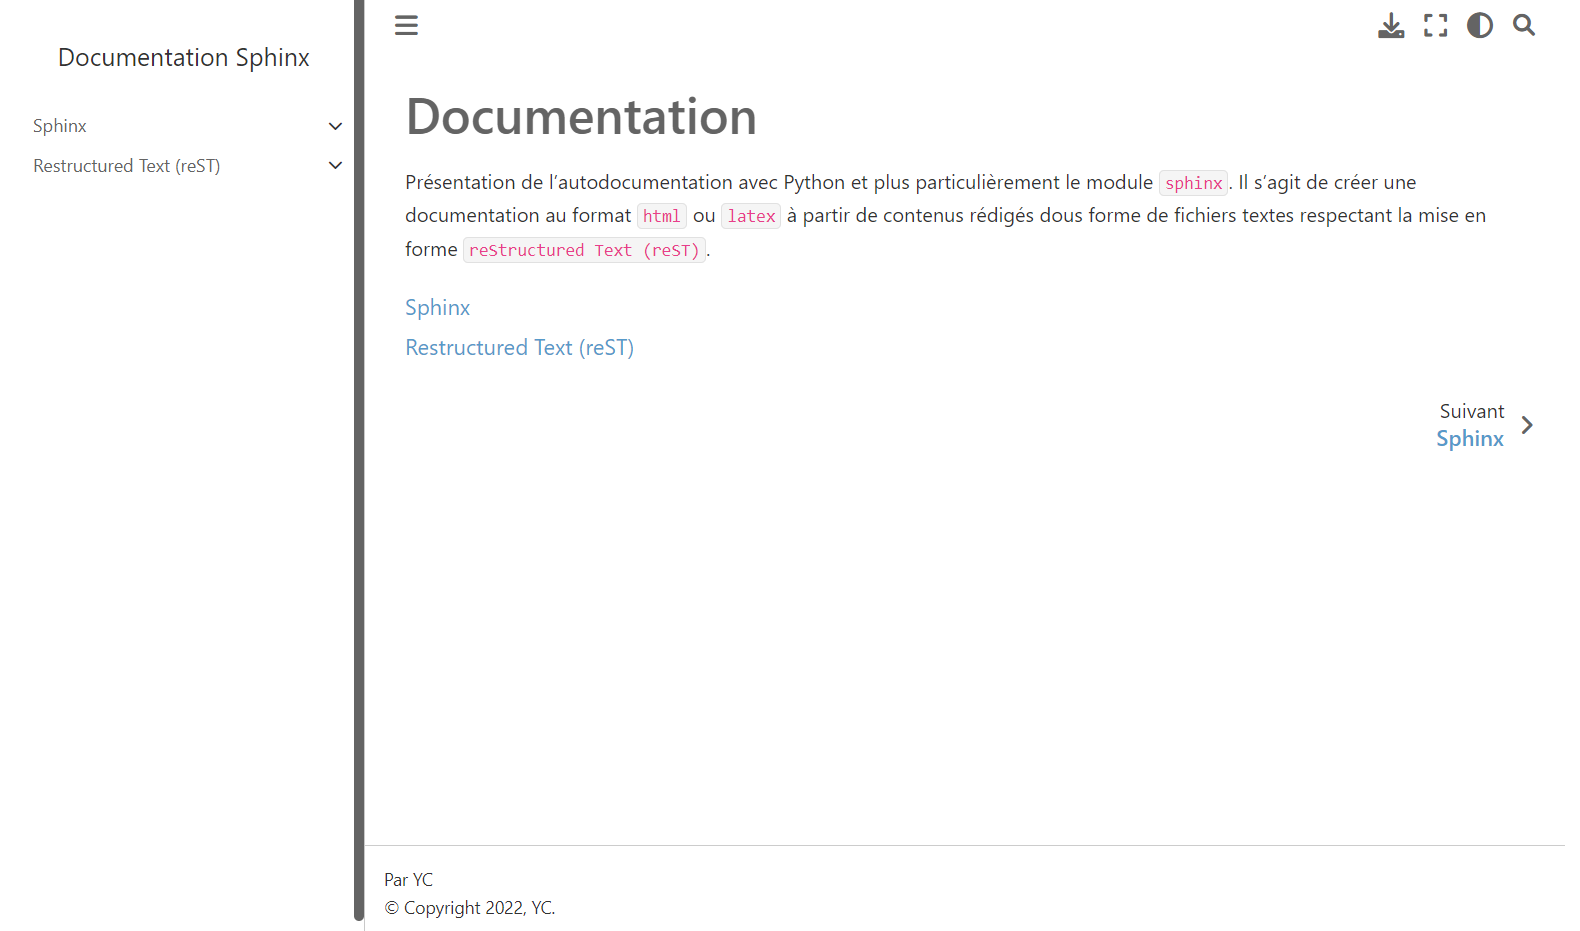 Documentation Sphinx
Sphinx
Restructured Text (reST)
Documentation
Présentation de l’autodocumentation avec Python et plus particulièrement le module sphinx. Il s’agit de créer une
documentation au format html ou latex à partir de contenus rédigés dous forme de fichiers textes respectant la mise en
forme reStructured Text (reST).
Sphinx
Restructured Text (reST)
Suivant
Sphinx
Par YC
© Copyright 2022, YC.